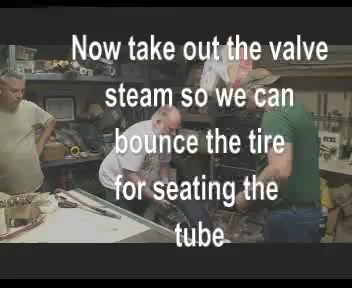 Now take out the valve
steam so we can
bounce the tire
for seating the
tube